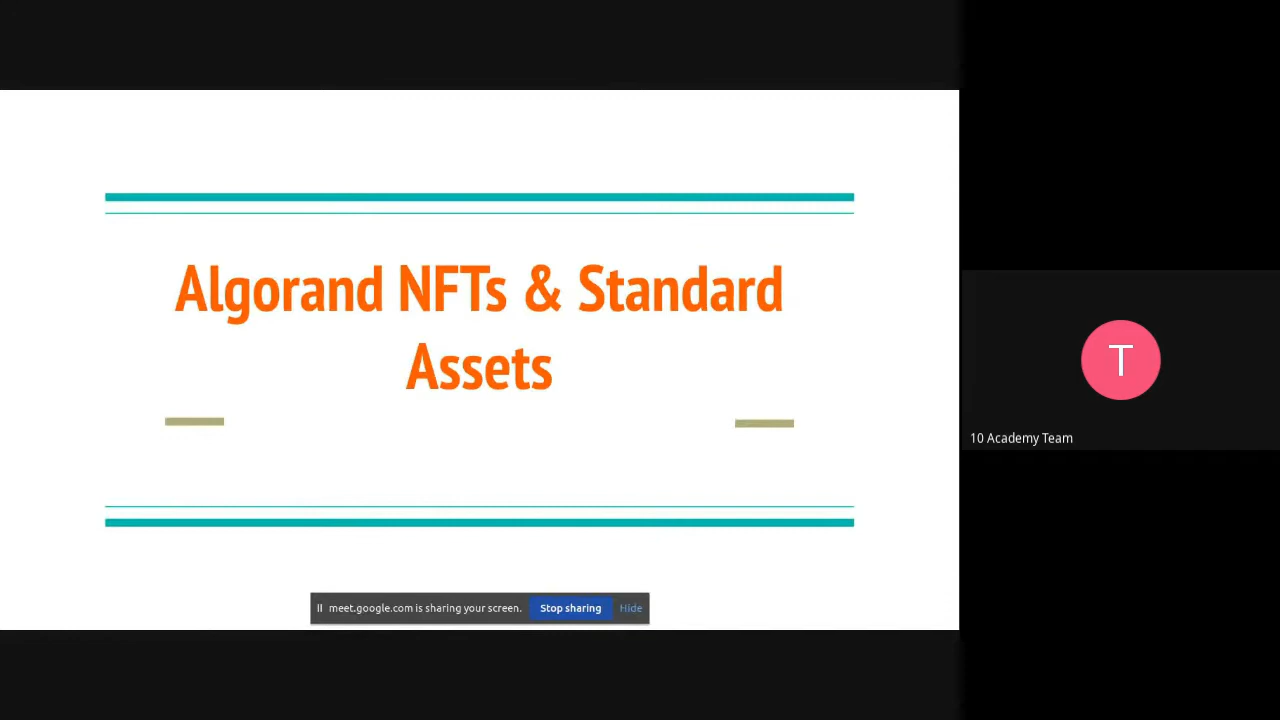 Algorand NFTs & Standard
Assets
T
10 Academy Team
meet.google.com is sharing your screen. Stop sharing Hide